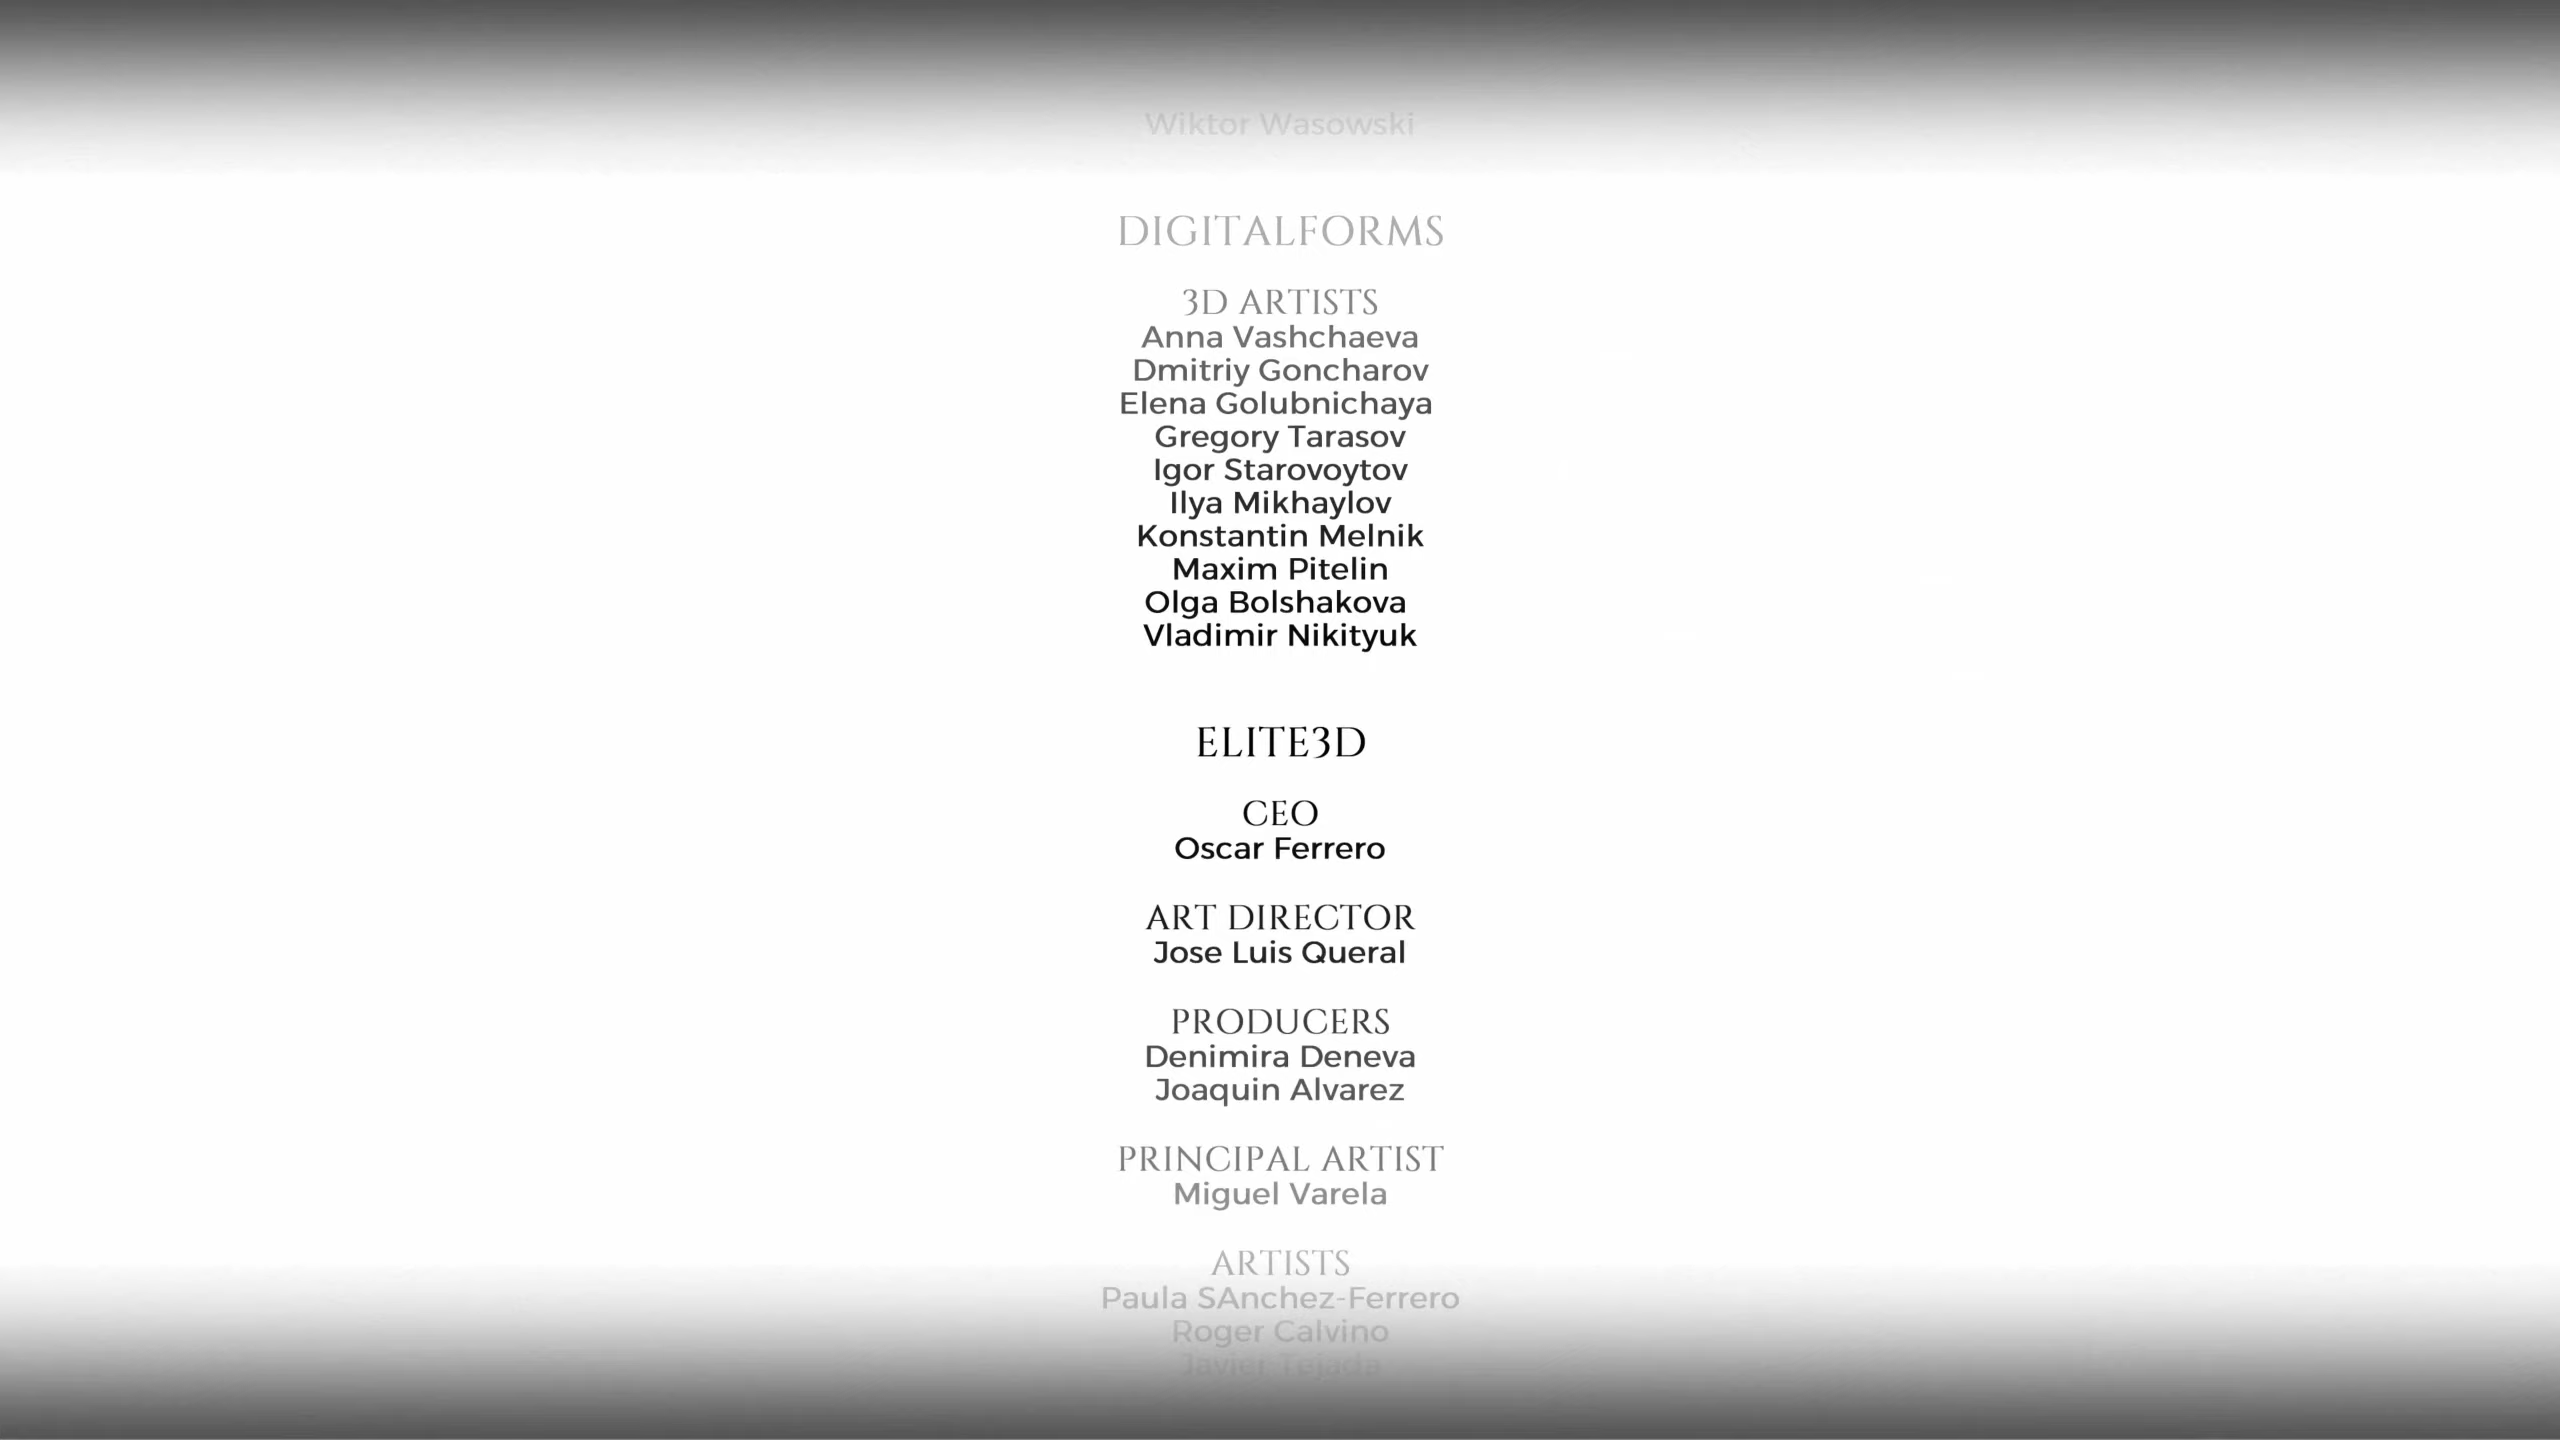 Wiktor Wasowski
DIGITALFORMS
3D ARTISTS
Anna Vashchaeva
Dmitriy Goncharov
Elena Golubnichaya
Gregory Tarasov
Igor Starovoytov
Ilya Mikhaylov
Konstantin Melnik
Maxim Pitelin
Olga Bolshakova
Vladimir Nikityuk
ELITE3D
CEO
Oscar Ferrero
ART DIRECTOR
Jose Luis Queral
PRODUCERS
Denimira Deneva
Joaquin Alvarez
PRINCIPAL ARTIST
Miguel Varela
ARTISTS
Paula SAnchez-Ferrero
Roger Calvino
Javier Tejada